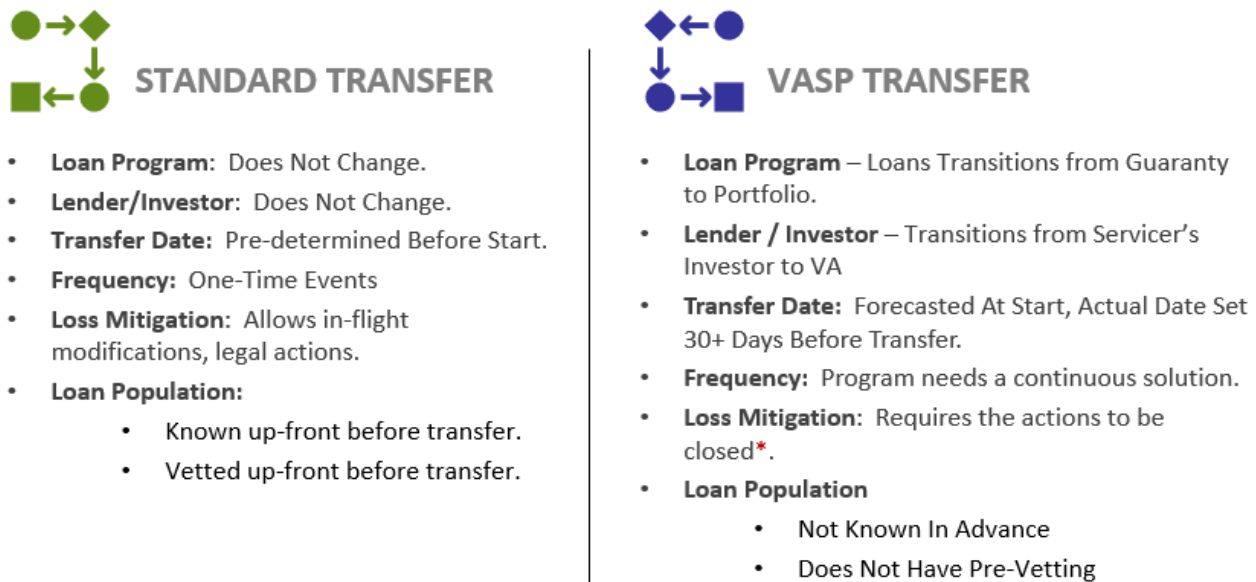 STANDARD TRANSFER
• Loan Program: Does Not Change.
• Lender/Investor: Does Not Change.
• Transfer Date: Pre-determined Before Start.
• Frequency: One-Time Events
• Loss Mitigation: Allows in-flight
modifications, legal actions.
• Loan Population:
• Known up-front before transfer.
• Vetted up-front before transfer.
VASP TRANSFER
• Loan Program – Loans Transitions from Guaranty
to Portfolio.
• Lender / Investor – Transitions from Servicer’s
Investor to VA
• Transfer Date: Forecasted At Start, Actual Date Set
30+ Days Before Transfer.
• Frequency: Program needs a continuous solution.
• Loss Mitigation: Requires the actions to be
closed*.
• Loan Population
• Not Known In Advance
• Does Not Have Pre-Vetting